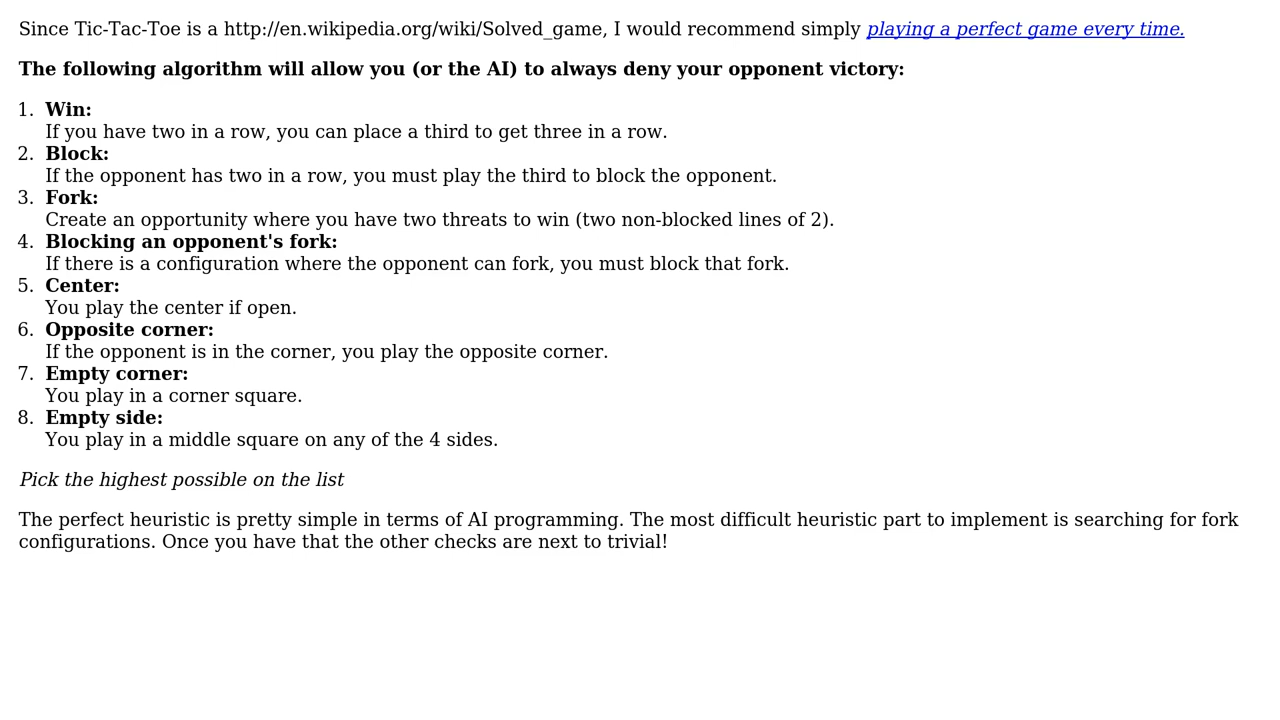 Since Tic-Tac-Toe is a http://en.wikipedia.org/wiki/Solved_game, I would recommend simply playing a perfect game every time.
The following algorithm will allow you (or the AI) to always deny your opponent victory:
1. Win:
If you have two in a row, you can place a third to get three in a row.
2. Block:
If the opponent has two in a row, you must play the third to block the opponent.
3. Fork:
Create an opportunity where you have two threats to win (two non-blocked lines of 2).
4. Blocking an opponent's fork:
If there is a configuration where the opponent can fork, you must block that fork.
5. Center:
You play the center if open.
6. Opposite corner:
If the opponent is in the corner, you play the opposite corner.
7. Empty corner:
You play in a corner square.
8. Empty side:
You play in a middle square on any of the 4 sides.
Pick the highest possible on the list
The perfect heuristic is pretty simple in terms of AI programming. The most difficult heuristic part to implement is searching for fork
configurations. Once you have that the other checks are next to trivial!